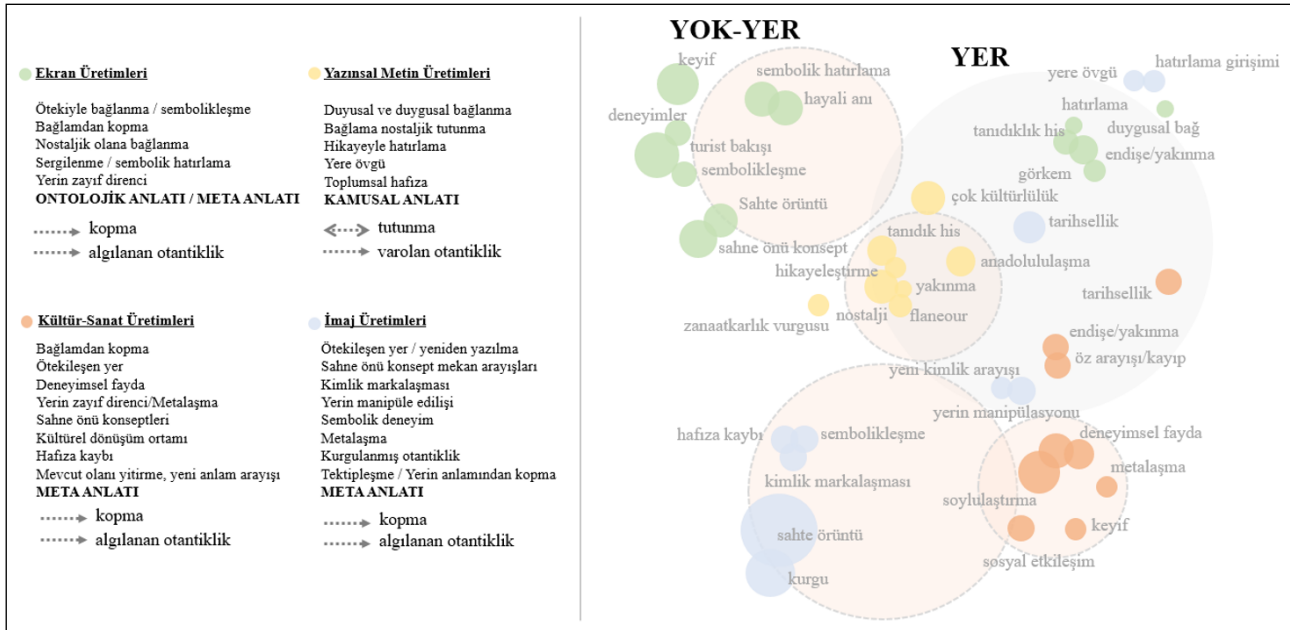 Ekran Üretimleri
Ötekiyle bağlanma / sembolikleşme
Bağlamdan kopma
Nostaljik olana bağlanma
Sergilenme / sembolik hatırlama
Yerin zayıf direnci
ONTOLOJİK ANLATI / META ANLATI
kopma
algılanan otantiklik
Yazınsal Metin Üretimleri
Duyusal ve duygusal bağlanma
Bağlama nostaljik tutunma
Hikayeyle hatırlama
Yere övgü
Toplumsal hafıza
KAMUSAL ANLATI
tutunma
varolan otantiklik
Kültür-Sanat Üretimleri
Bağlamdan kopma
Ötekileşen yer
Deneyimsel fayda
Yerin zayıf direnci/Metalaşma
Sahne önü konseptleri
Kültürel dönüşüm ortamı
Hafıza kaybı
Mevcut olanı yitirme, yeni anlam arayışı
META ANLATI
kopma
algılanan otantiklik
İmaj Üretimleri
Ötekileşen yer / yeniden yazılma
Sahne önü konsept mekan arayışları
Kimlik markalaşması
Yerin manipüle edilişi
Sembolik deneyim
Metalaşma
Kurgulanmış otantiklik
Tektipleşme / Yerin anlamından kopma
META ANLATI
kopma
algılanan otantiklik
YOK-YER
keyif
sembolik hatırlama
hayali anı
deneyimler
turist bakışı
sembolikleşme
Sahte örüntü
sahne önü konsept
YER
yere övgü
hatırlama girişimi
hatırlama
tanıdıklık his
duygusal bağ
endişe/yakınma
görkem
çok kültürlülük
tarihsellik
tanıdık his
hikayeleştirme
anadolululaşma
yakınma
nostalji
flaneour
zanaatkarlık vurgusu
tarihsellik
endişe/yakınma
öz arayışı/kayıp
yeni kimlik arayışı
yerin manipülasyonu
hafıza kaybı
sembolikleşme
kimlik markalaşması
sahte örüntü
kurgu
deneyimsel fayda
metalaşma
soylulaştırma
keyif
sosyal etkileşim